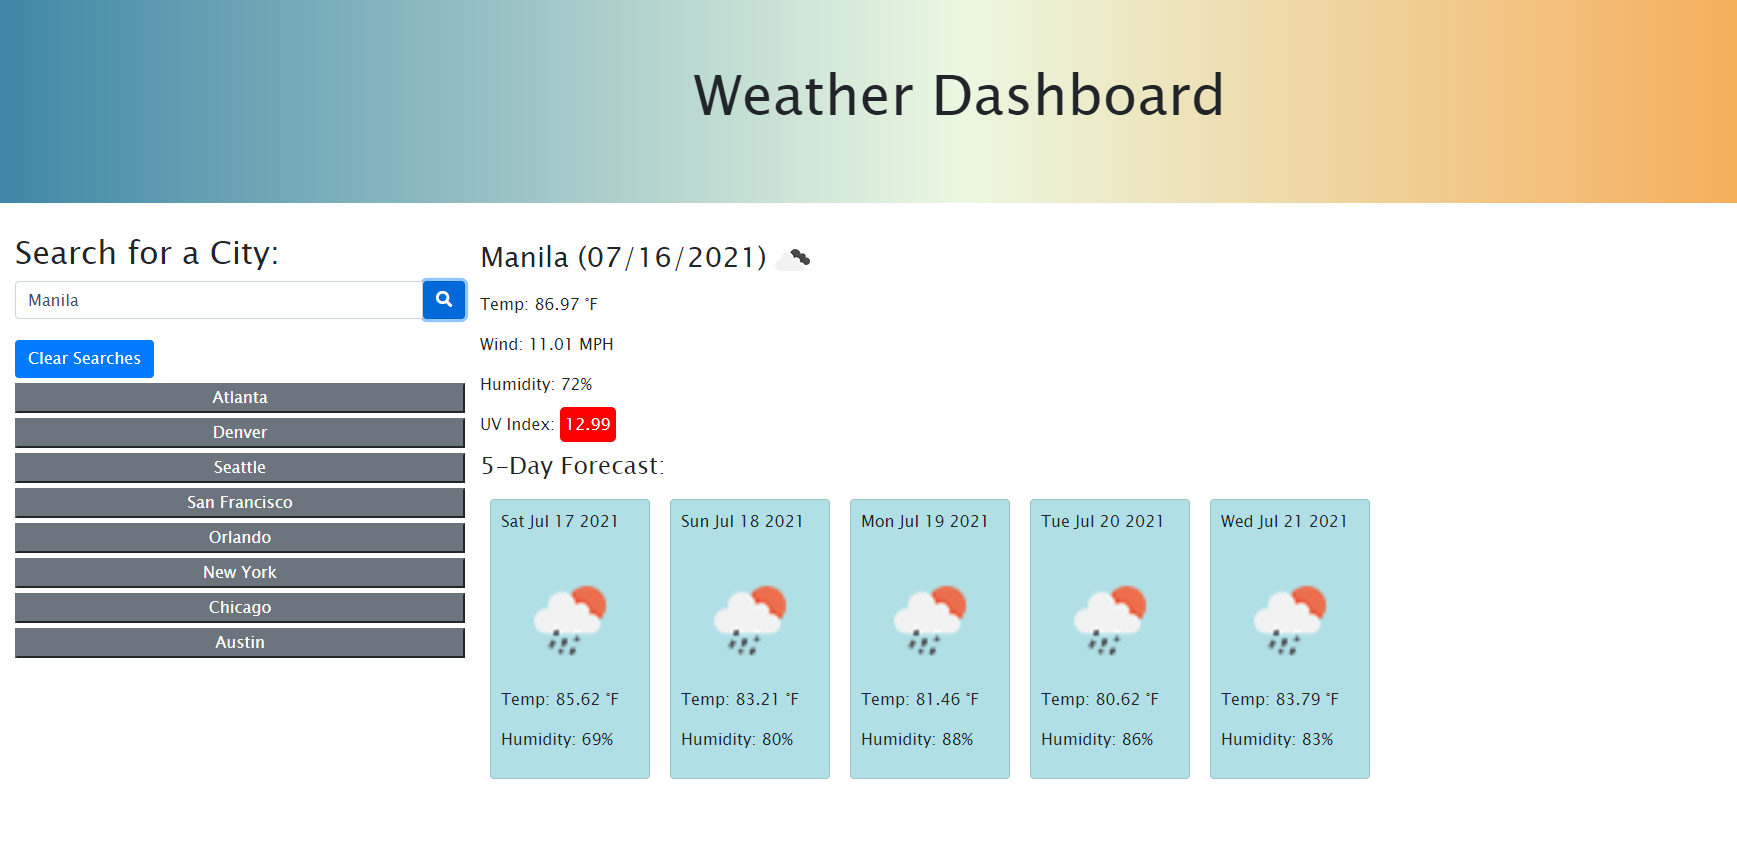 Weather Dashboard
Search for a City:
Manila
Clear Searches
Atlanta
Denver
Seattle
San Francisco
Orlando
New York
Chicago
Austin
Manila (07/16/2021)
Temp: 86.97 °F
Wind: 11.01 MPH
Humidity: 72%
UV Index: 12.99
5-Day Forecast:
Sat Jul 17 2021
Temp: 85.62 °F
Humidity: 69%
Sun Jul 18 2021
Temp: 83.21 °F
Humidity: 80%
Mon Jul 19 2021
Temp: 81.46 °F
Humidity: 88%
Tue Jul 20 2021
Temp: 80.62 °F
Humidity: 86%
Wed Jul 21 2021
Temp: 83.79 °F
Humidity: 83%